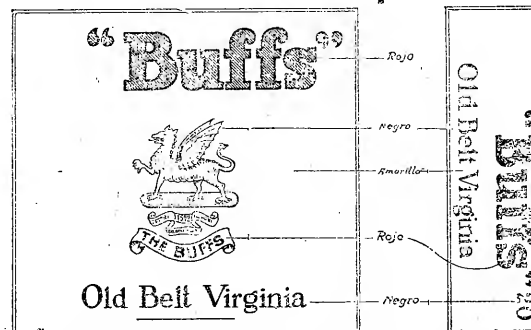 "Buffs"
Rojo
Negro
Amarillo
THE BUFFS
Rojo
Old Belt Virginia
Negro
Old Belt Virginia
"Buffs"